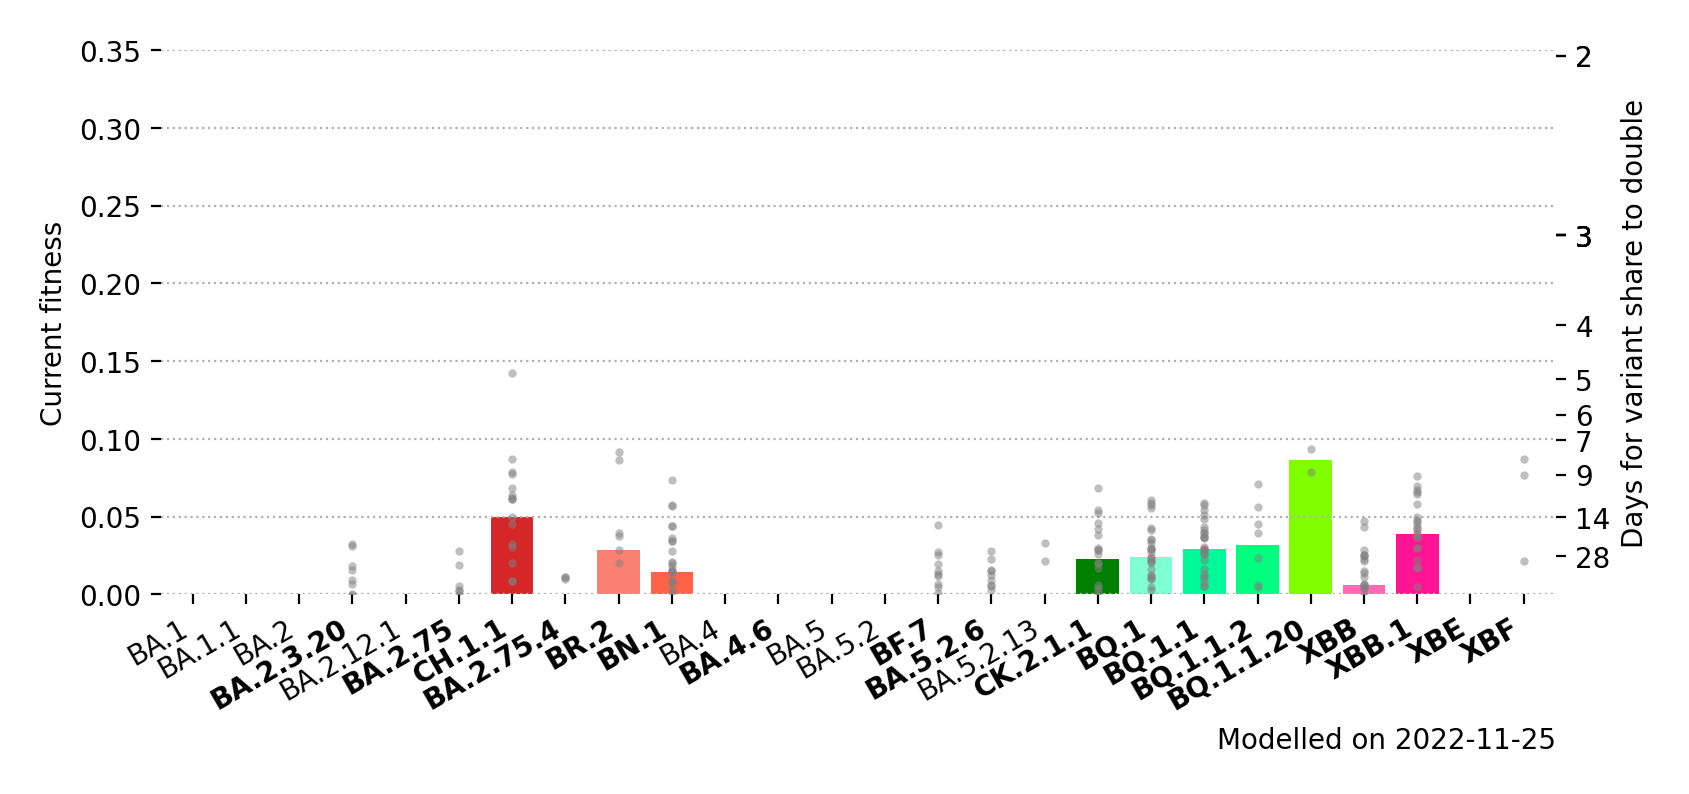 0.35
0.30
0.25
0.20
0.15
0.10
0.05
0.00
Current fitness
2
3
4
5
6
7
9
14
28
Days for variant share to double
BA.1
BA.1.1
BA.2
BA.2.3.20
BA.2.12.1
BA.2.75
CH.1.1
BA.2.75.4
BR.2
BN.1
BA.4
BA.4.6
BA.5
BA.5.2
BF.7
BA.5.2.6
BA.5.2.13
CK.2.1.1
BQ.1
BQ.1.1
BQ.1.1.2
BQ.1.1.20
XBB
XBB.1
XBE
XBF
Modelled on 2022-11-25